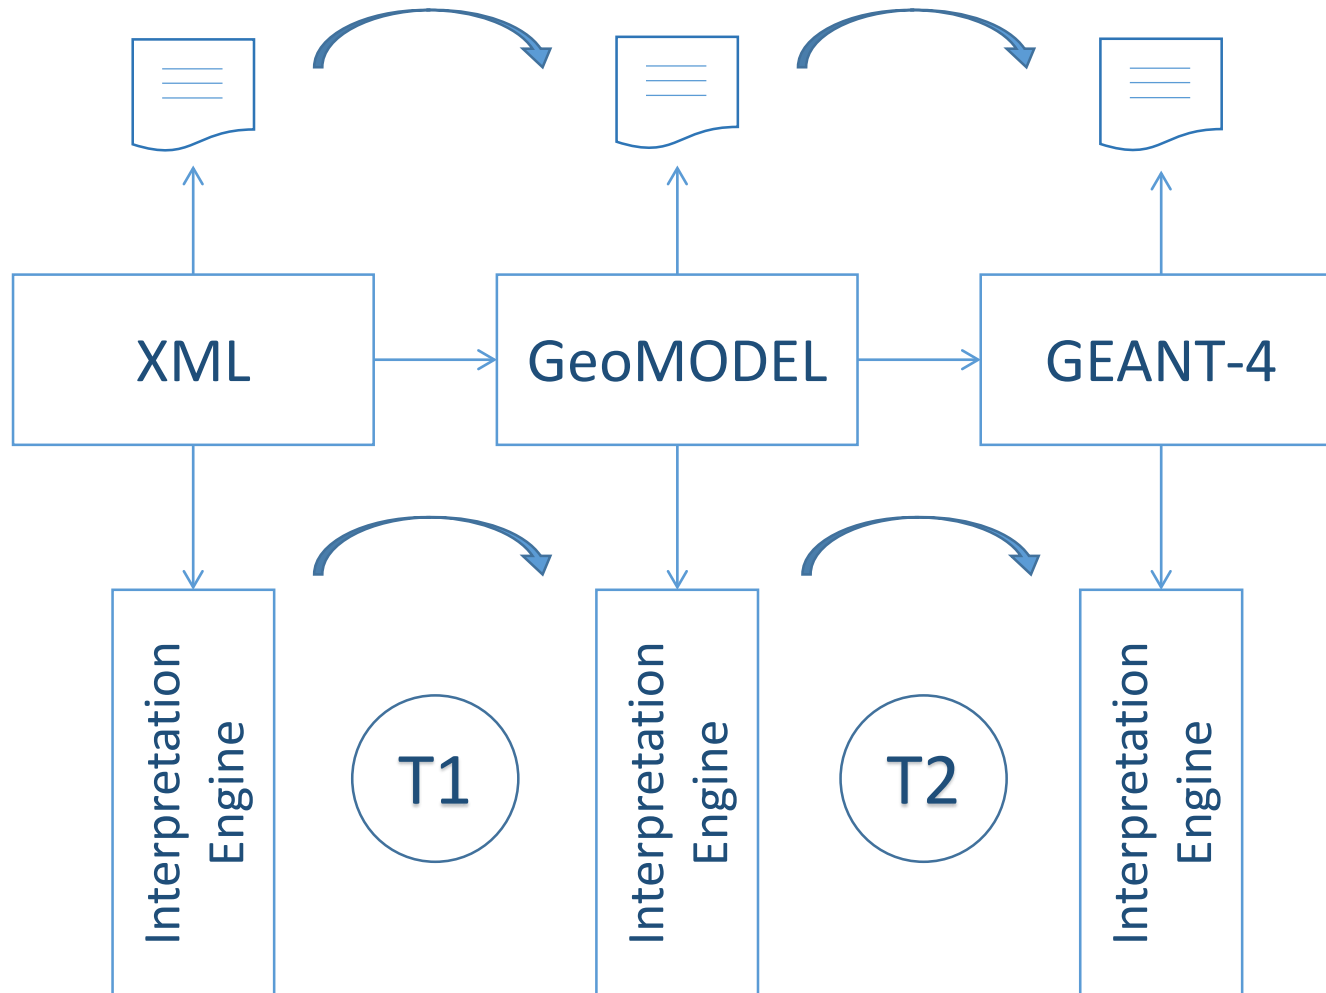 XML
GeoMODEL
GEANT-4
Interpretation
Engine
T1
Interpretation
Engine
T2
Interpretation
Engine